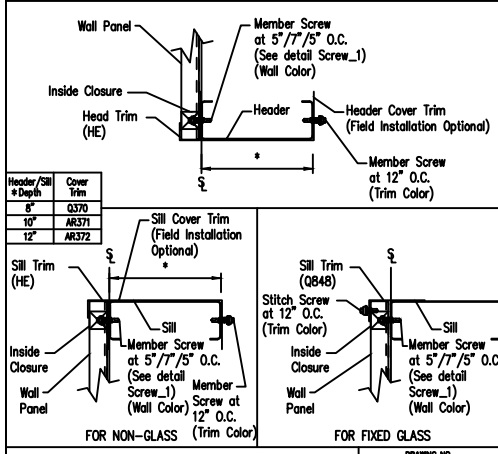 Wall Panel
Member Screw
at 5"/7"/5" O.C.
(See detail Screw_1)
(Wall Color)
Inside Closure
Head Trim
(HE)
Header
Header Cover Trim
(Field Installation Optional)
*
Member Screw
at 12" O.C.
(Trim Color)
Header/Sill
* Depth
Cover
Trim
8" Q370
10" AR371
12" AR372
Sill Cover Trim
(Field Installation
Optional)
*
Sill Trim
(HE)
Sill
Inside
Closure
Wall
Panel
Member Screw
at 5"/7"/5" O.C.
(See detail
Screw_1)
(Wall Color)
Member
Screw at
12" O.C.
(Trim Color)
FOR NON-GLASS
Sill Trim
(Q848)
Stitch Screw
at 12" O.C.
(Trim Color)
Sill
Inside
Closure
Wall
Panel
Member Screw
at 5"/7"/5" O.C.
(See detail
Screw_1)
(Wall Color)
FOR FIXED GLASS